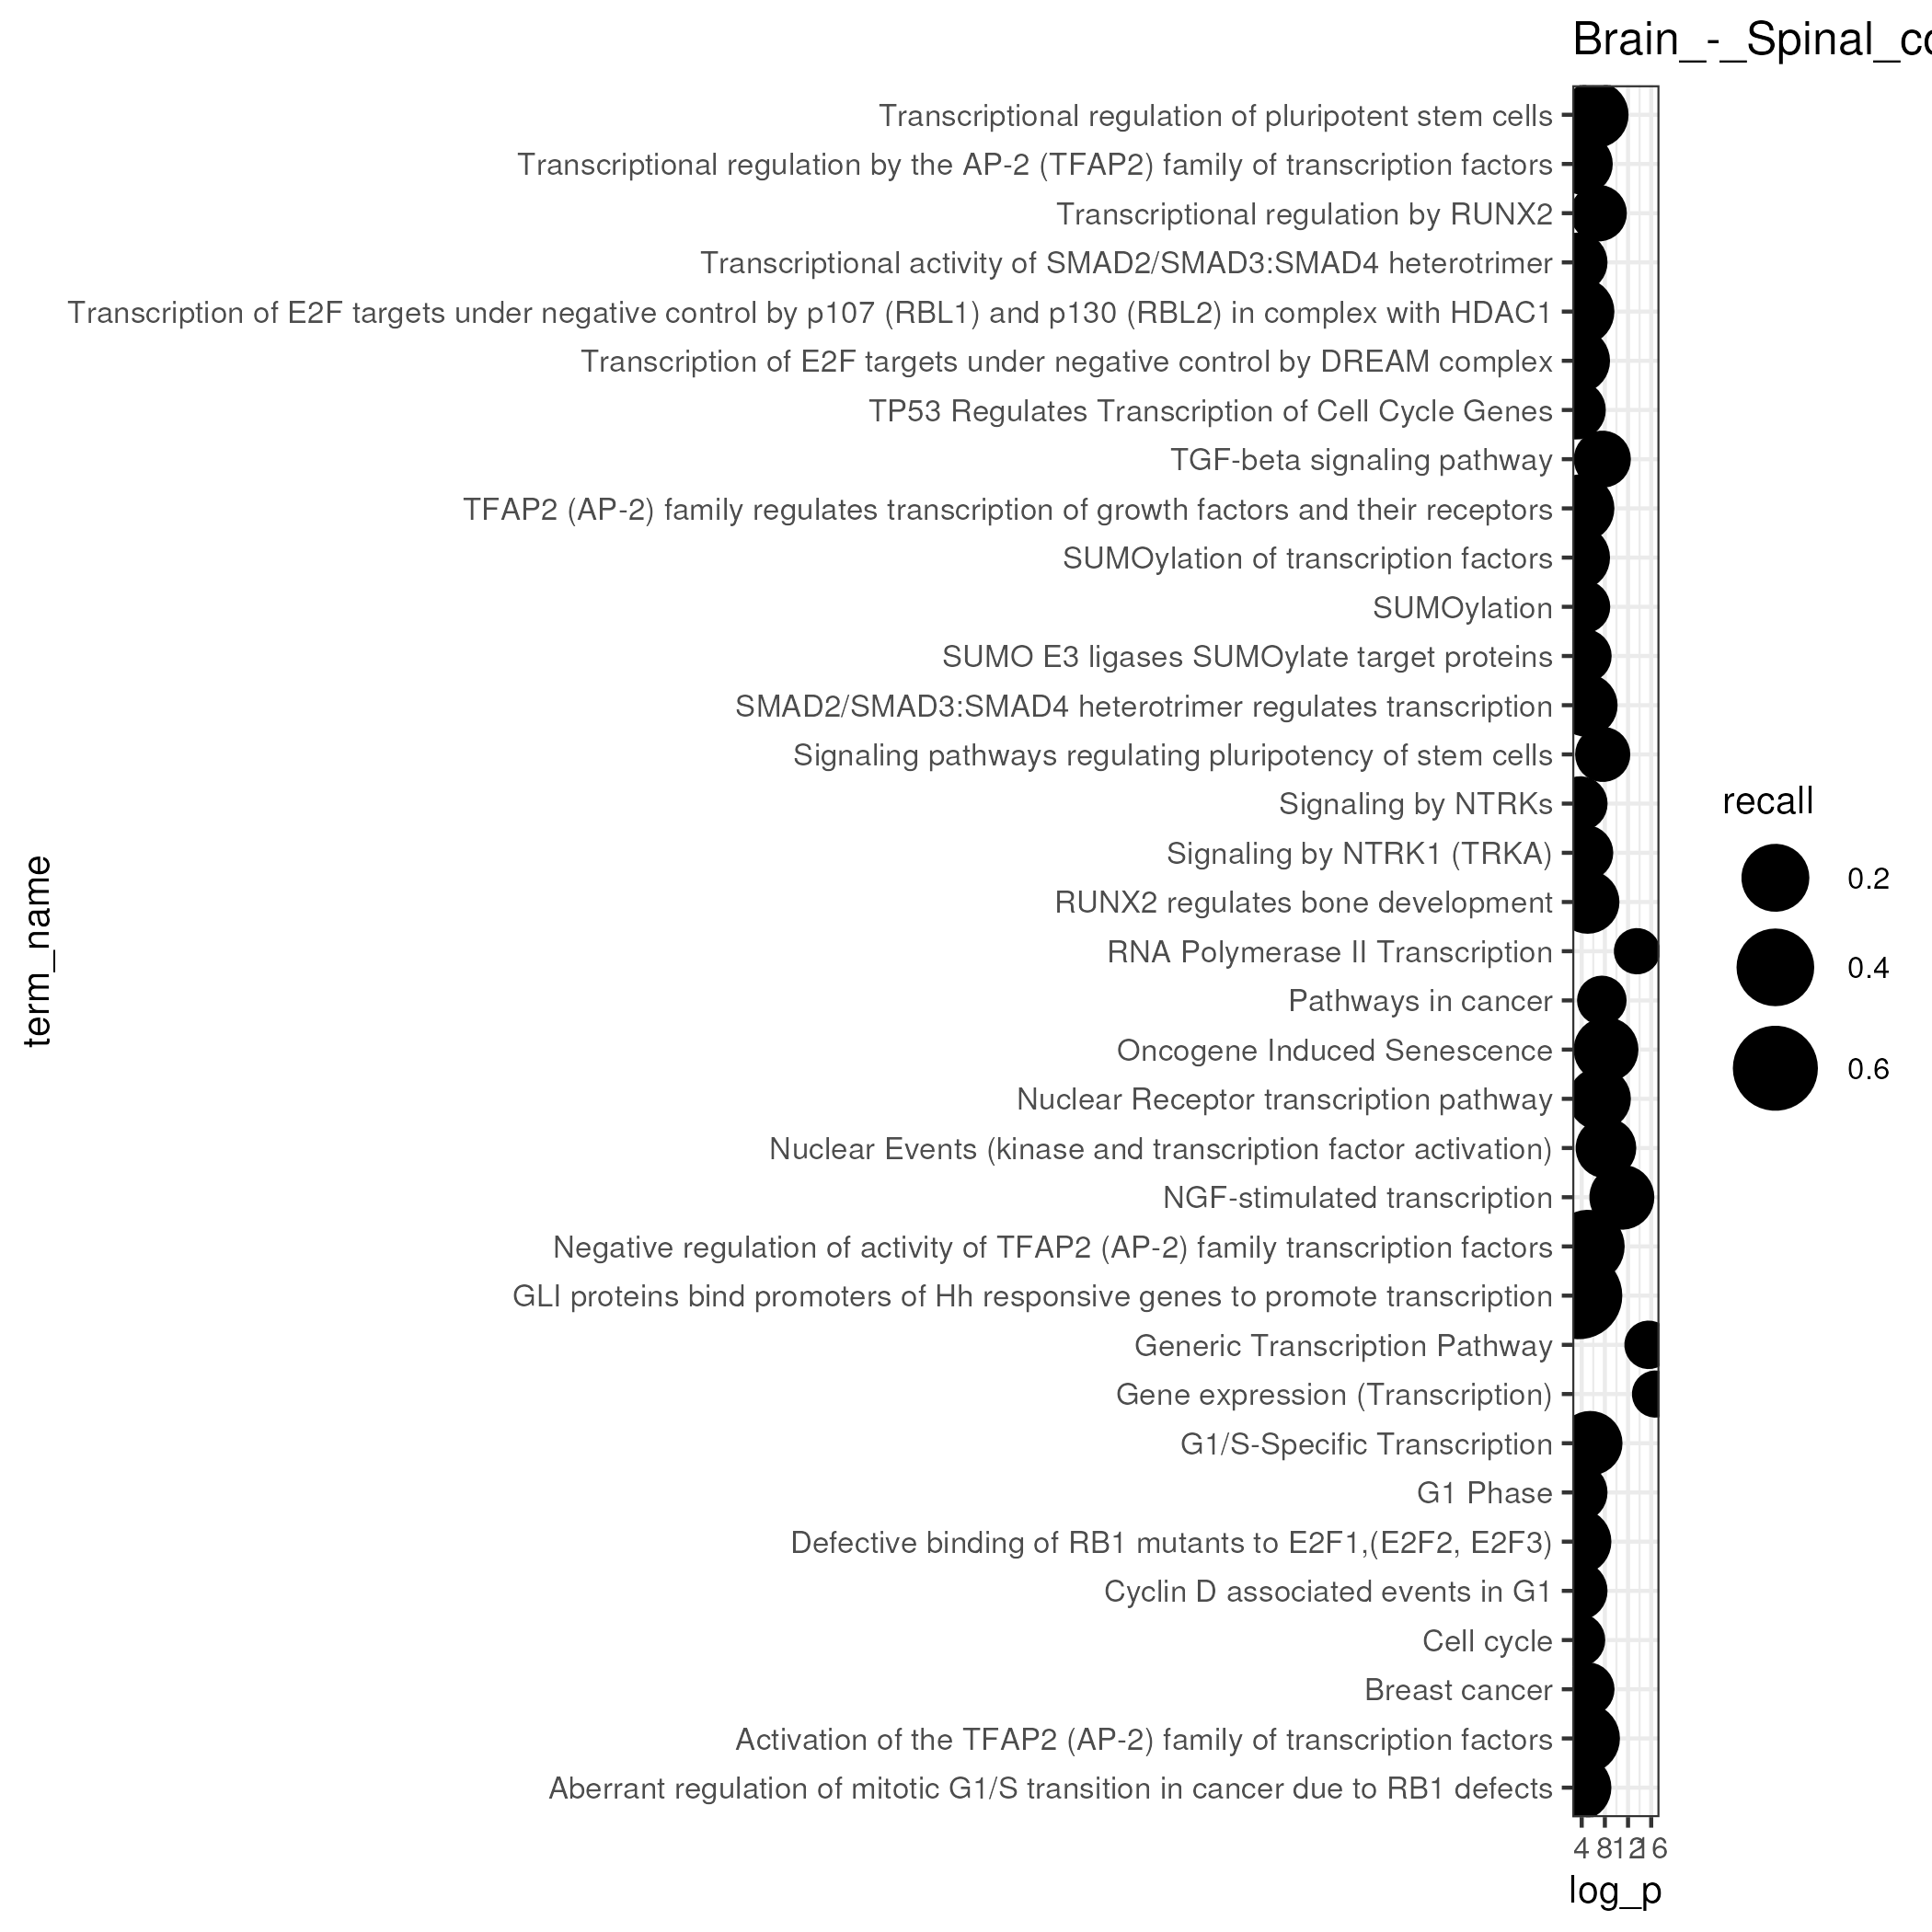 Brain_-_Spinal_co
Transcriptional regulation of pluripotent stem cells
Transcriptional regulation by the AP-2 (TFAP2) family of transcription factors
Transcriptional regulation by RUNX2
Transcriptional activity of SMAD2/SMAD3:SMAD4 heterotrimer
Transcription of E2F targets under negative control by p107 (RBL1) and p130 (RBL2) in complex with HDAC1
Transcription of E2F targets under negative control by DREAM complex
TP53 Regulates Transcription of Cell Cycle Genes
TGF-beta signaling pathway
TFAP2 (AP-2) family regulates transcription of growth factors and their receptors
SUMOylation of transcription factors
SUMOylation
SUMO E3 ligases SUMOylate target proteins
SMAD2/SMAD3:SMAD4 heterotrimer regulates transcription
Signaling pathways regulating pluripotency of stem cells
Signaling by NTRKs
Signaling by NTRK1 (TRKA)
RUNX2 regulates bone development
RNA Polymerase II Transcription
Pathways in cancer
Oncogene Induced Senescence
Nuclear Receptor transcription pathway
Nuclear Events (kinase and transcription factor activation)
NGF-stimulated transcription
Negative regulation of activity of TFAP2 (AP-2) family transcription factors
GLI proteins bind promoters of Hh responsive genes to promote transcription
Generic Transcription Pathway
Gene expression (Transcription)
G1/S-Specific Transcription
G1 Phase
Defective binding of RB1 mutants to E2F1,(E2F2, E2F3)
Cyclin D associated events in G1
Cell cycle
Breast cancer
Activation of the TFAP2 (AP-2) family of transcription factors
Aberrant regulation of mitotic G1/S transition in cancer due to RB1 defects
term_name
4 8 12 16
log_p
recall
0.2
0.4
0.6